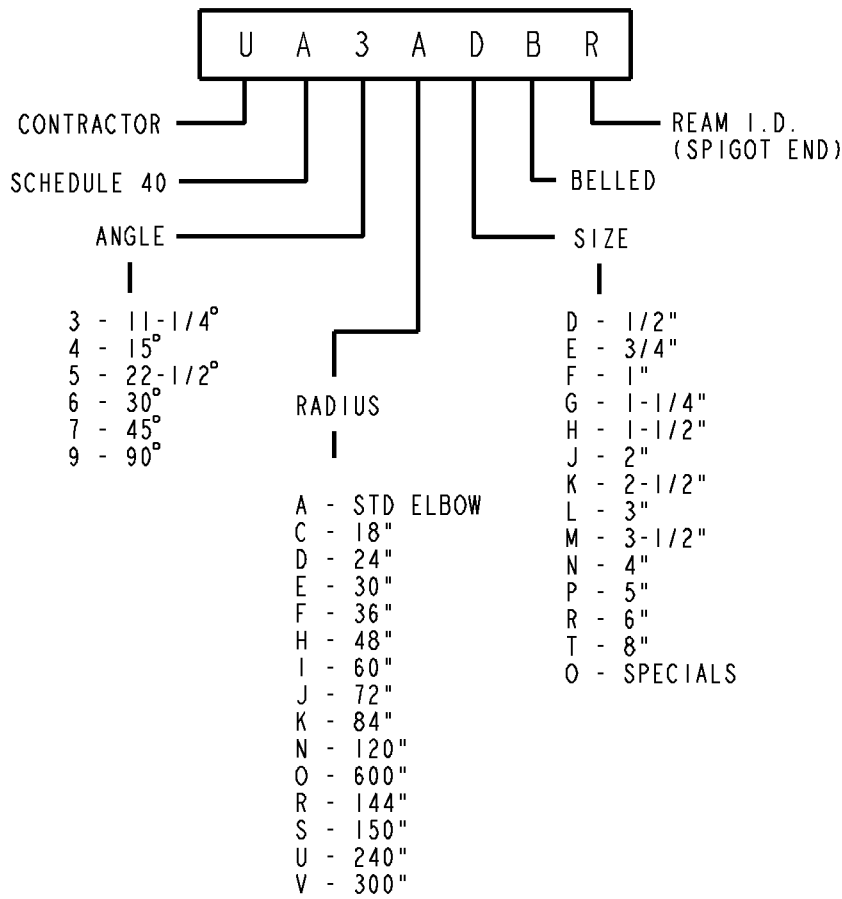 U A 3 A D B R
CONTRACTOR
REAM I.D.
(SPIGOT END)
SCHEDULE 40
BELLED
ANGLE
SIZE
3 - 11-1/4°
4 - 15°
5 - 22-1/2°
6 - 30°
7 - 45°
9 - 90°
RADIUS
A - STD ELBOW
C - 18"
D - 24"
E - 30"
F - 36"
H - 48"
I - 60"
J - 72"
K - 84"
N - 120"
O - 600"
R - 144"
S - 150"
U - 240"
V - 300"
D - 1/2"
E - 3/4"
F - 1"
G - 1-1/4"
H - 1-1/2"
J - 2"
K - 2-1/2"
L - 3"
M - 3-1/2"
N - 4"
P - 5"
R - 6"
T - 8"
O - SPECIALS